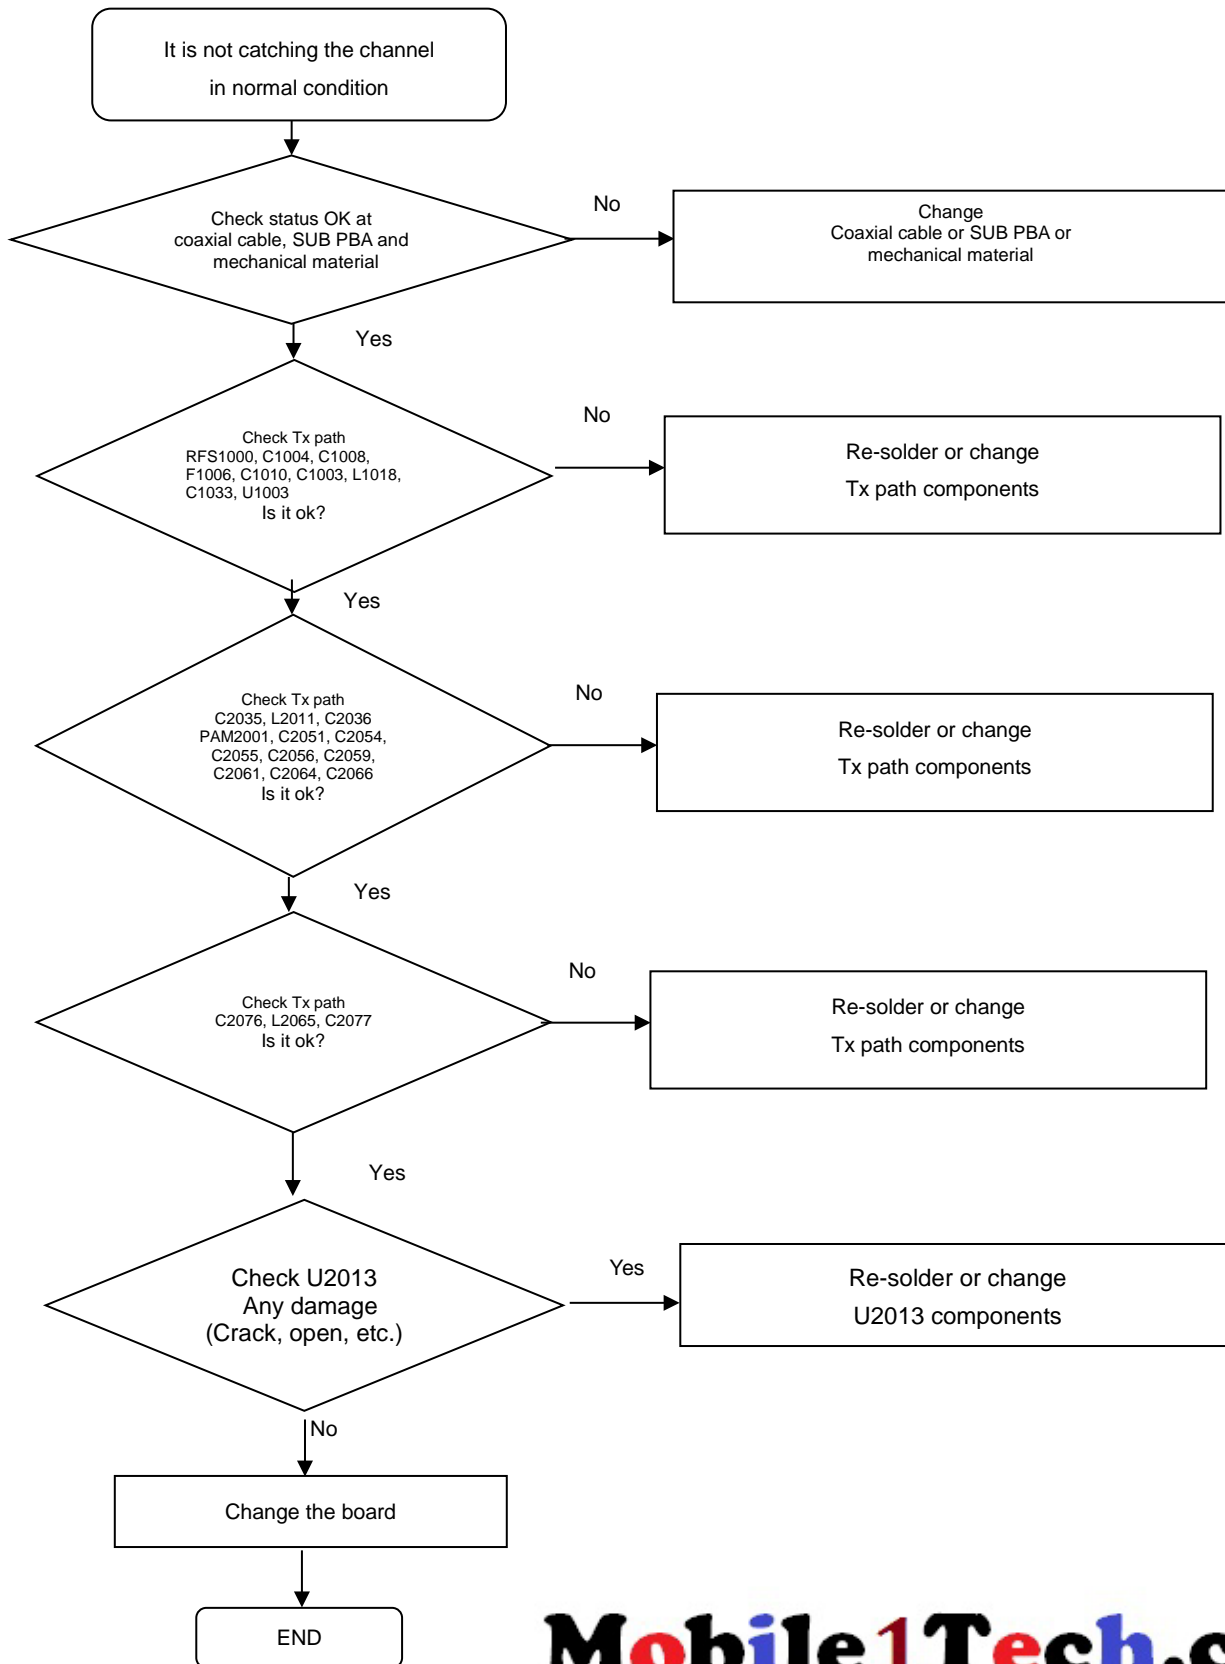 It is not catching the channel
in normal condition
Check status OK at
coaxial cable, SUB PBA and
mechanical material
No
Change
Coaxial cable or SUB PBA or
mechanical material
Yes
Check Tx path
RFS1000, C1004, C1008,
F1006, C1010, C1003, L1018,
C1033, U1003
Is it ok?
No
Re-solder or change
Tx path components
Yes
Check Tx path
C2035, L2011, C2036
PAM2001, C2051, C2054,
C2055, C2056, C2059,
C2061, C2064, C2066
Is it ok?
No
Re-solder or change
Tx path components
Yes
Check Tx path
C2076, L2065, C2077
Is it ok?
No
Re-solder or change
Tx path components
Yes
Check U2013
Any damage
(Crack, open, etc.)
Yes
Re-solder or change
U2013 components
No
Change the board
END
Mobile1Tech.c